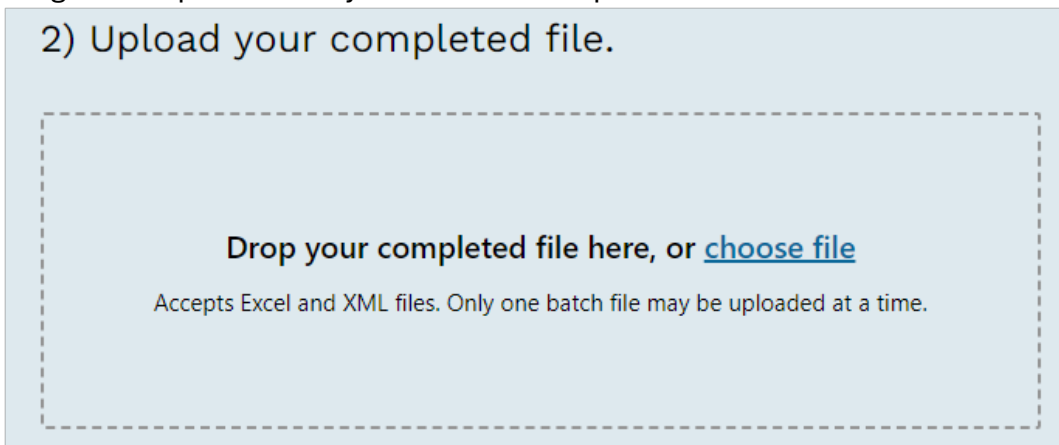 2) Upload your completed file.
Drop your completed file here, or choose file
Accepts Excel and XML files. Only one batch file may be uploaded at a time.